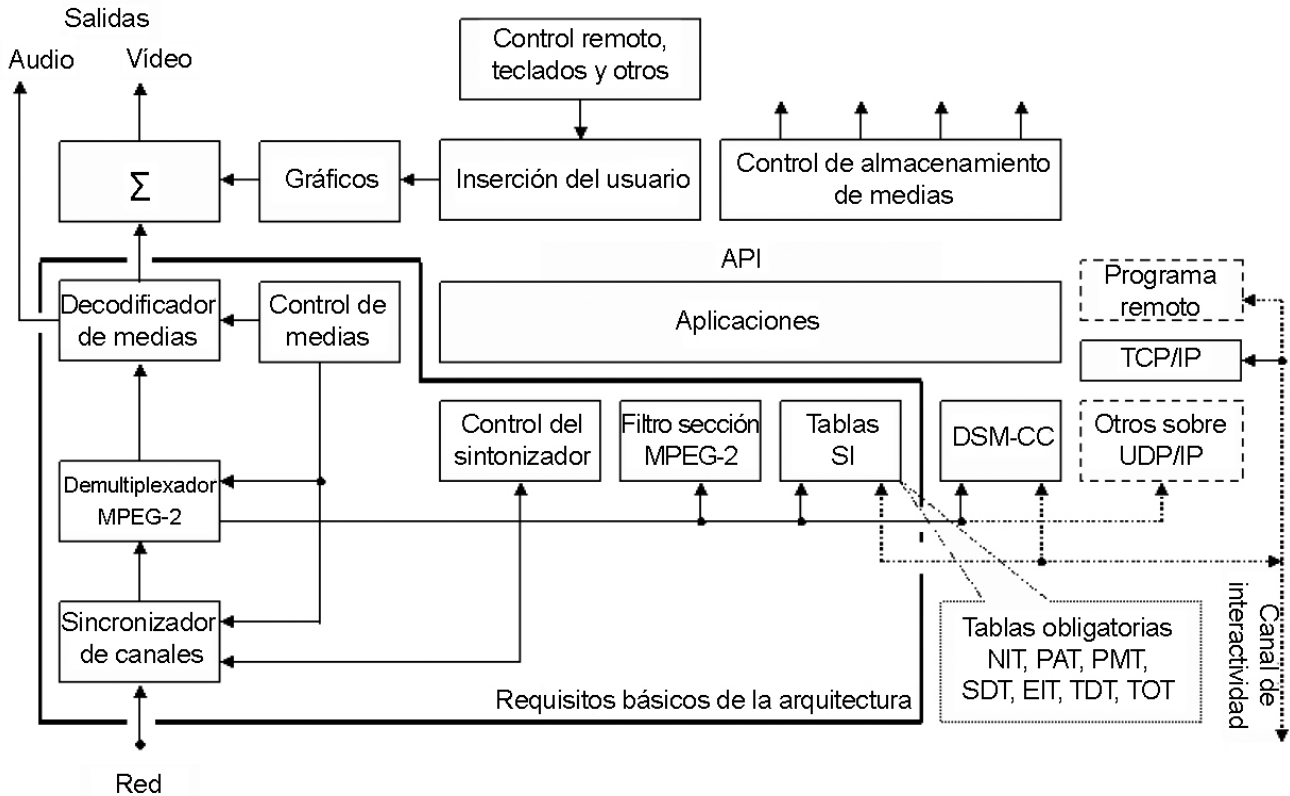 Salidas
Audio
Vídeo
Control remoto,
teclados y otros
Σ
Gráficos
Inserción del usuario
Control de almacenamiento
de medias
API
Decodificador
de medias
Control de
medias
Aplicaciones
Programa
remoto
TCP/IP
Control del
sintonizador
Filtro sección
MPEG-2
Tablas
SI
DSM-CC
Otros sobre
UDP/IP
Demultiplexador
MPEG-2
Sincronizador
de canales
Tablas obligatorias
NIT, PAT, PMT,
SDT, EIT, TDT, TOT
Canal de
interactividad
Requisitos básicos de la arquitectura
Red